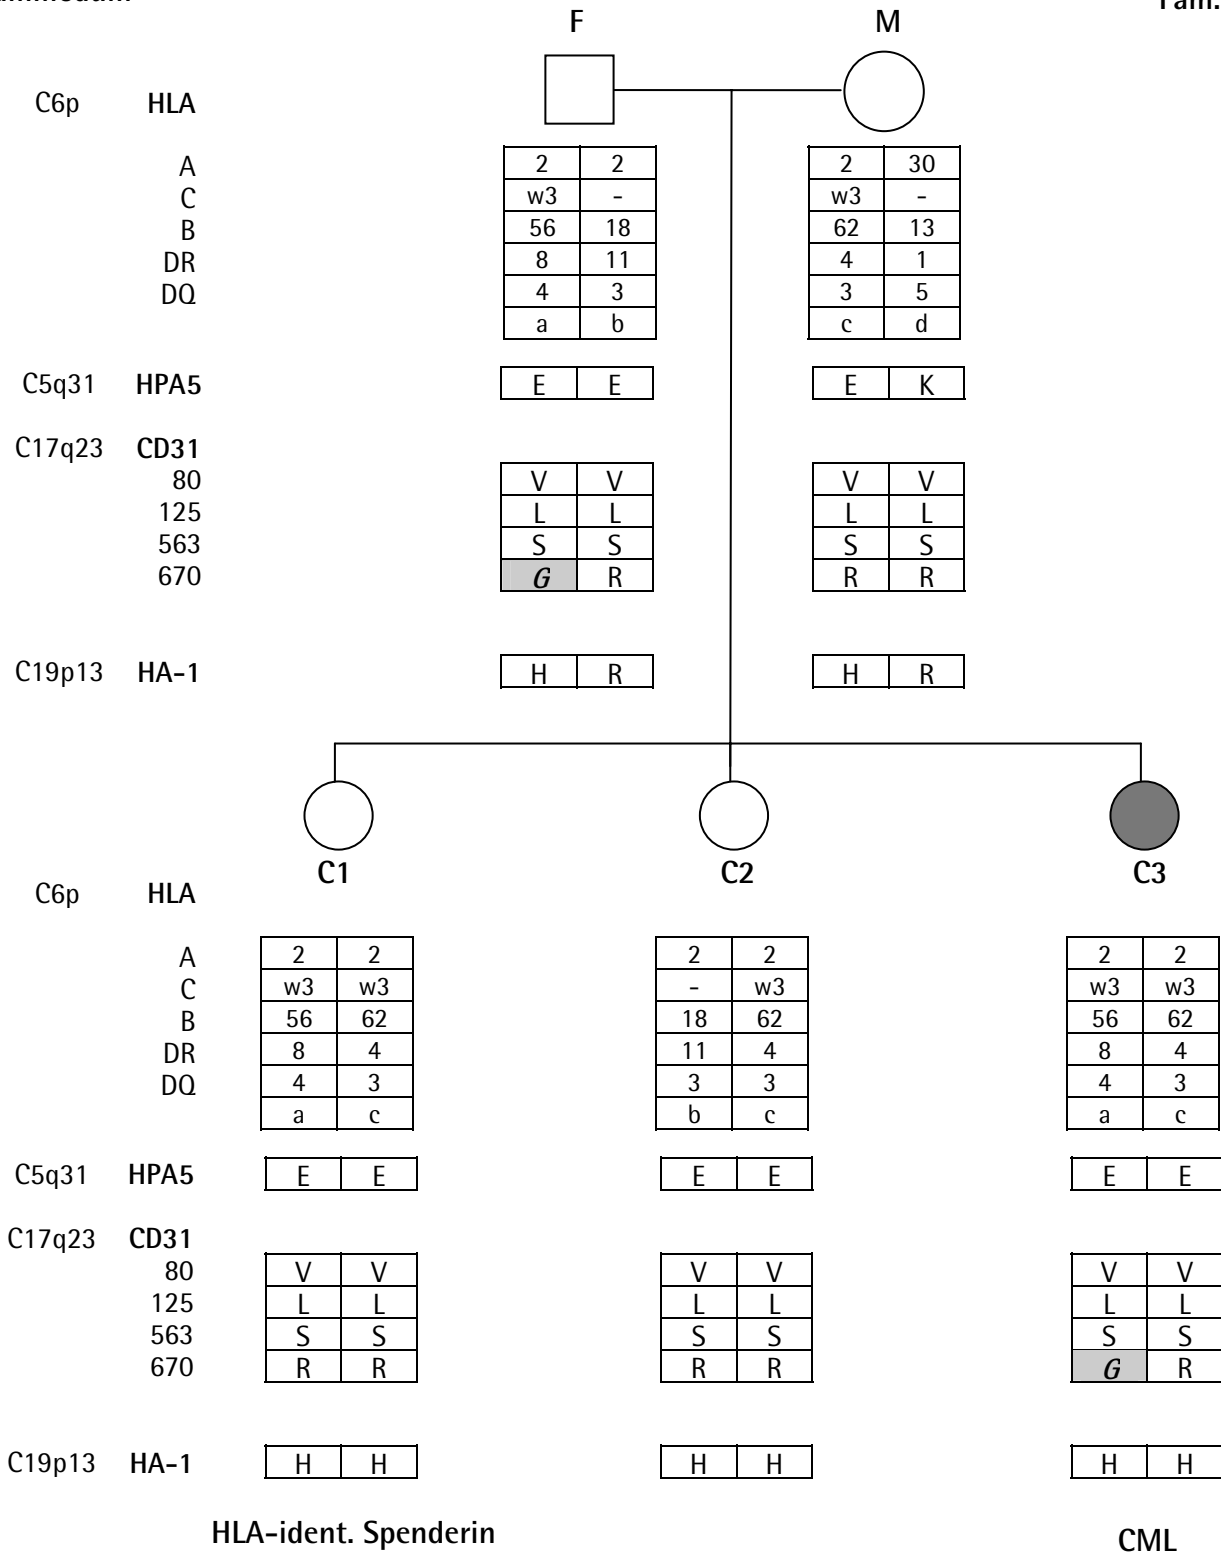 F M
C6p HLA
A 2 2 2 30
C w3 - w3 -
B 56 18 62 13
DR 8 11 4 1
DQ 4 3 3 5
a b c d
C5q31 HPA5 E E E K
C17q23 CD31
80 V V V V
125 L L L L
563 S S S S
670 G R R R
C19p13 HA-1 H R H R
C1 C2 C3
C6p HLA
A 2 2 2 2 2 2
C w3 w3 - w3 w3 w3
B 56 62 18 62 56 62
DR 8 4 11 4 8 4
DQ 4 3 3 3 4 3
a c b c a c
C5q31 HPA5 E E E E E E
C17q23 CD31
80 V V V V V V
125 L L L L L L
563 S S S S S S
670 R R R R G R
C19p13 HA-1 H H H H H H
HLA-ident. Spenderin CML